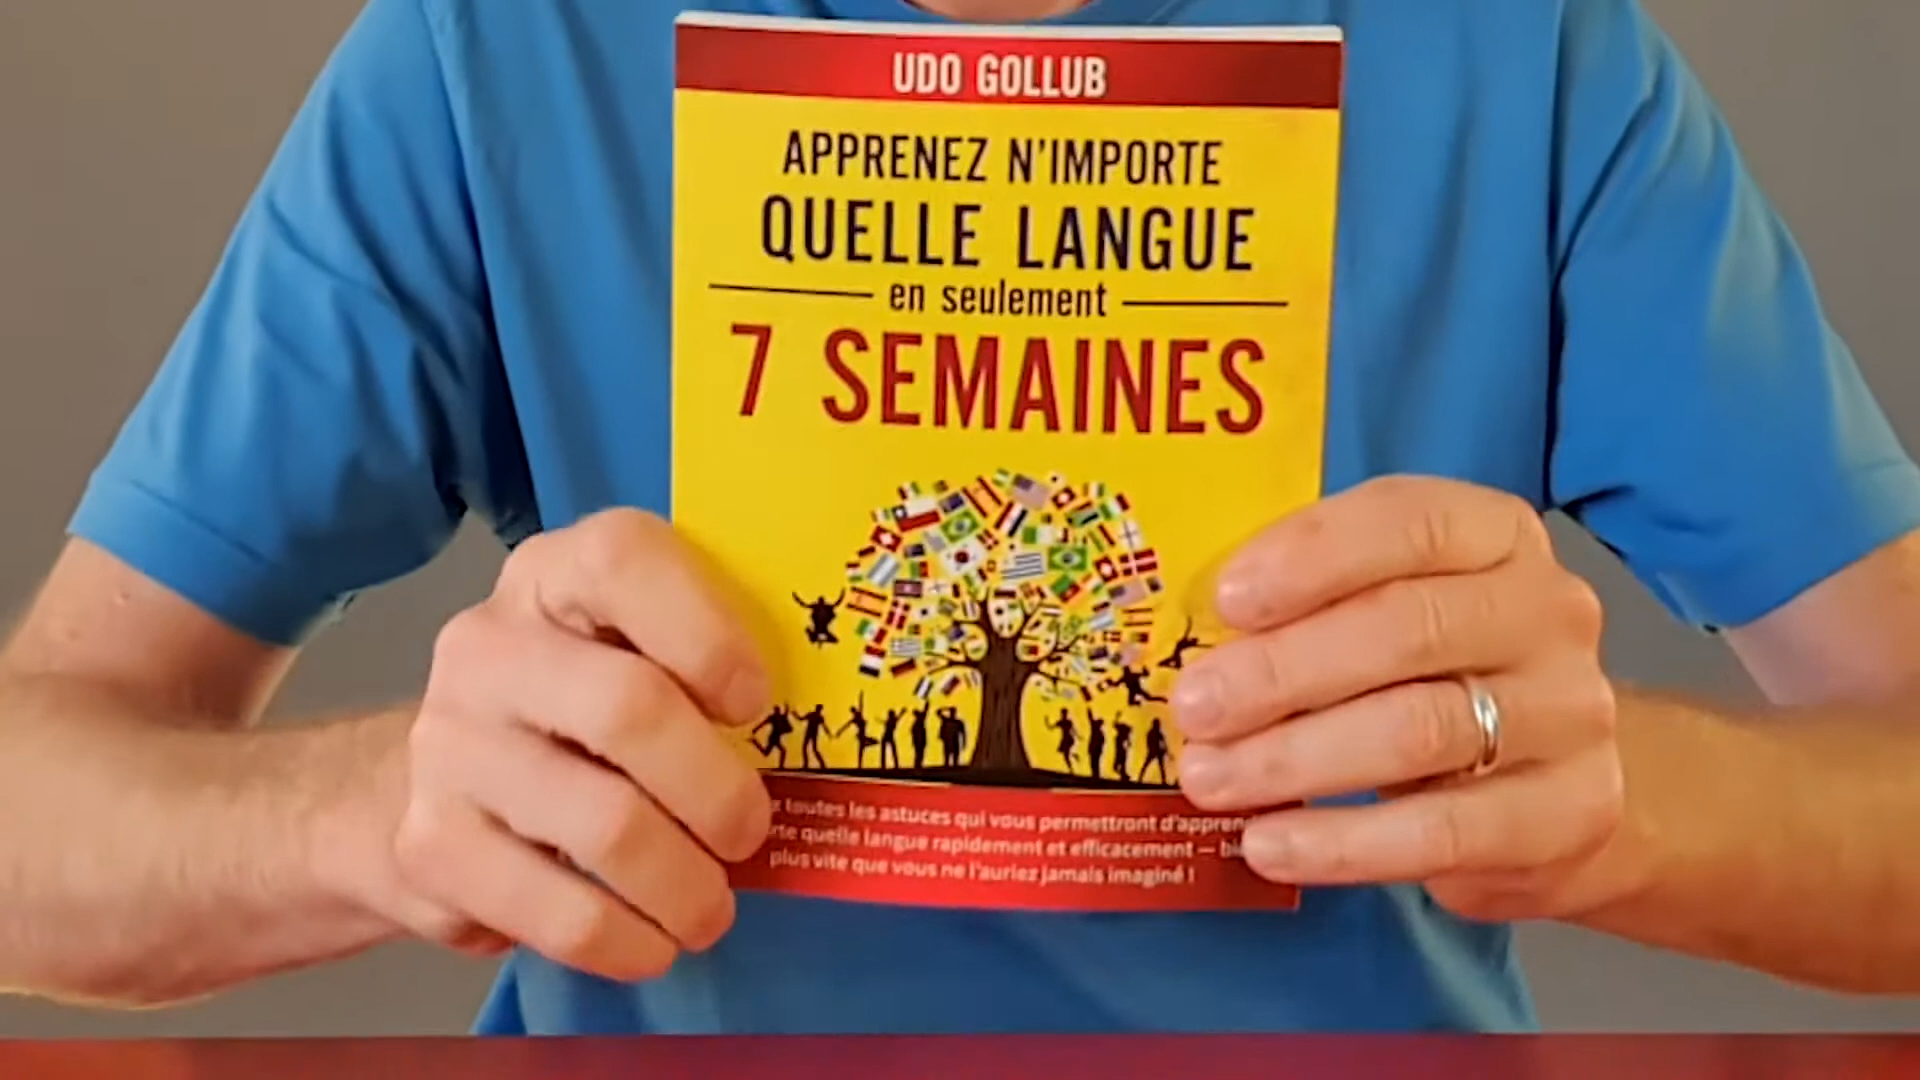 UDO GOLLUB
APPRENEZ N'IMPORTE
QUELLE LANGUE
en seulement
7 SEMAINES
toutes les astuces qui vous permettront d'appren
quelle langue rapidement et efficacement —
plus vite que vous ne l'auriez jamais imaginé !